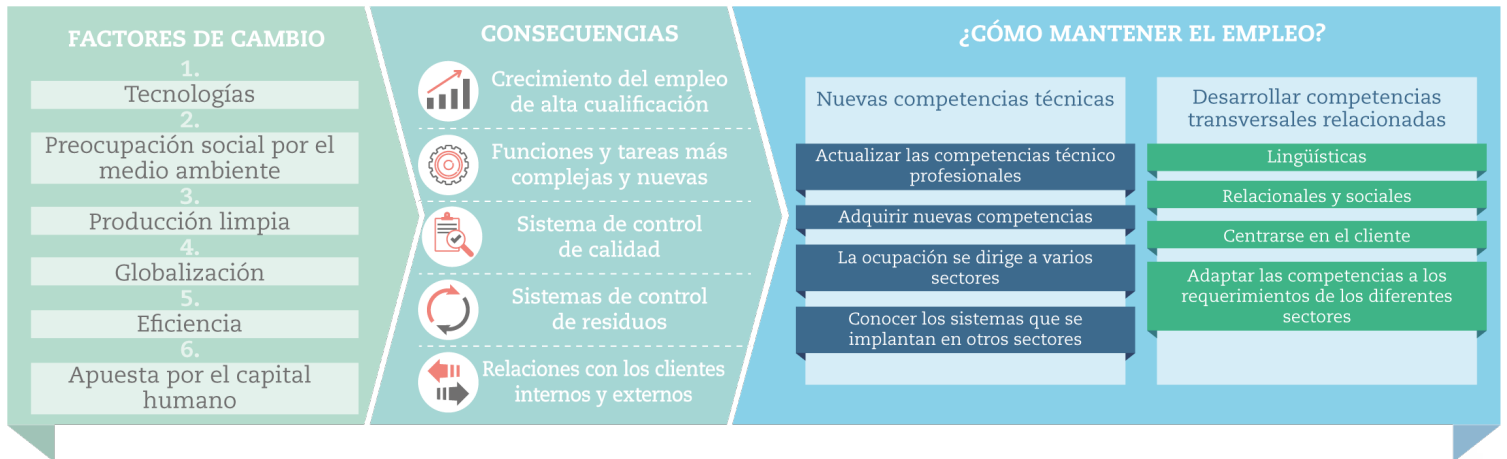 FACTORES DE CAMBIO
1.
Tecnologías
2.
Preocupación social por el
medio ambiente
3.
Producción limpia
4.
Globalización
5.
Eficiencia
6.
Apuesta por el capital
humano
CONSECUENCIAS
Crecimiento del empleo
de alta cualificación
Funciones y tareas más
complejas y nuevas
Sistema de control
de calidad
Sistemas de control
de residuos
Relaciones con los clientes
internos y externos
¿CÓMO MANTENER EL EMPLEO?
Nuevas competencias técnicas
Actualizar las competencias técnico
profesionales
Adquirir nuevas competencias
La ocupación se dirige a varios
sectores
Conocer los sistemas que se
implantan en otros sectores
Desarrollar competencias
transversales relacionadas
Lingüísticas
Relacionales y sociales
Centrarse en el cliente
Adaptar las competencias a los
requerimientos de los diferentes
sectores